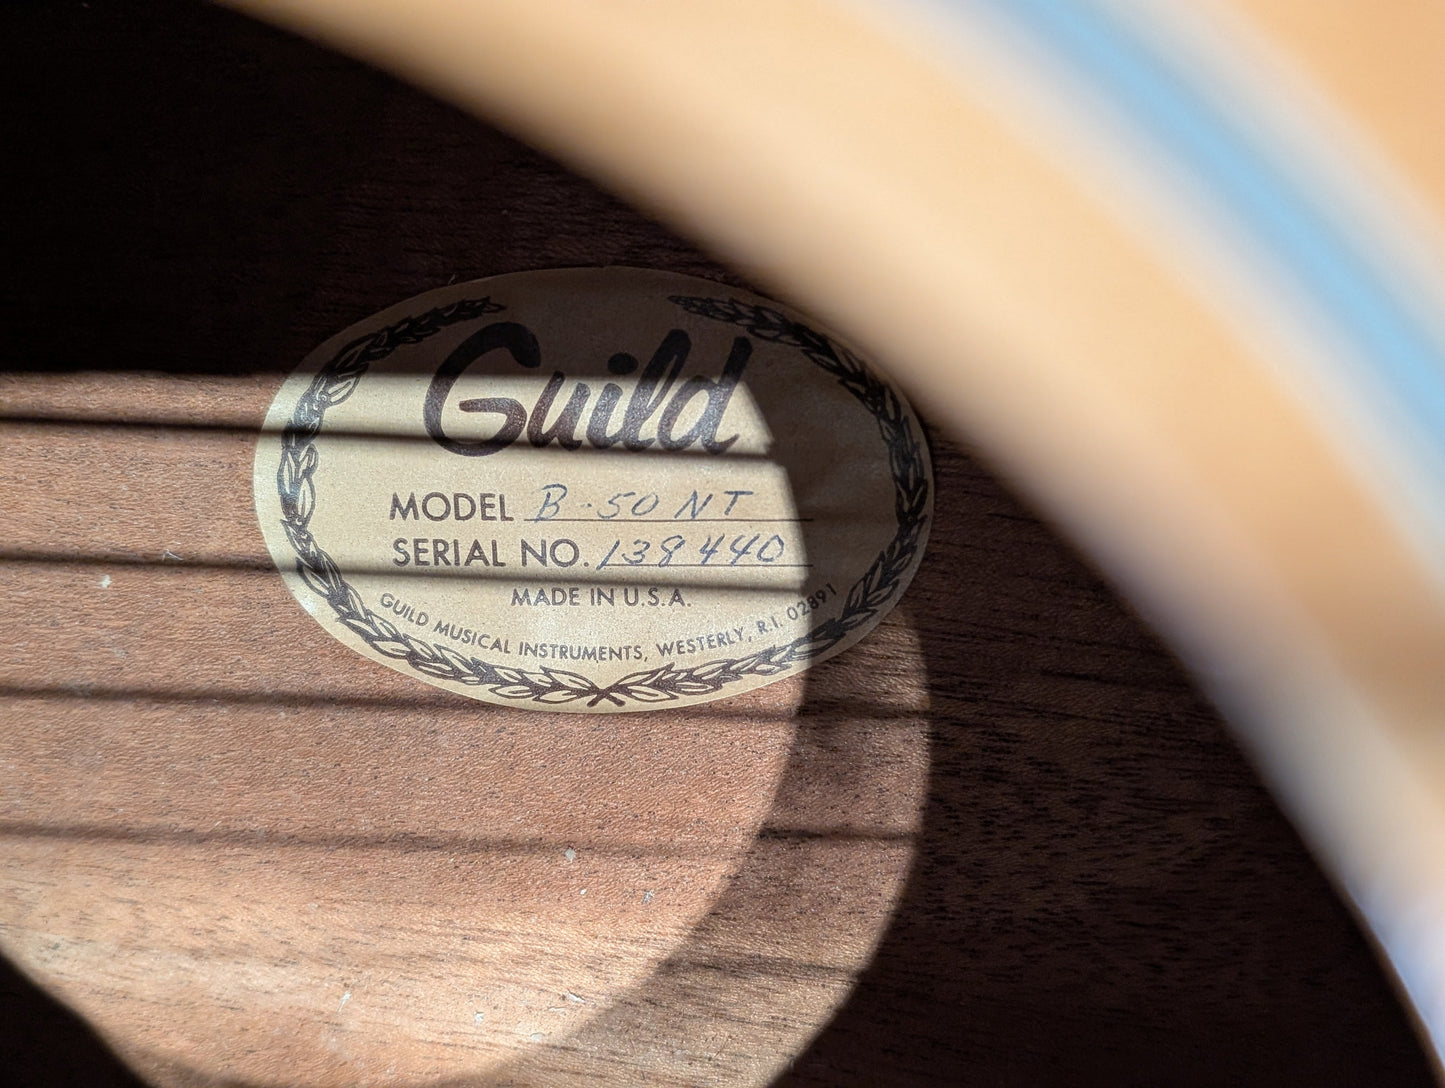 Guild
MODEL B-50 NT
SERIAL NO. 138440
MADE IN U.S.A.
GUILD MUSICAL INSTRUMENTS, WESTERLY, R.I. 02891